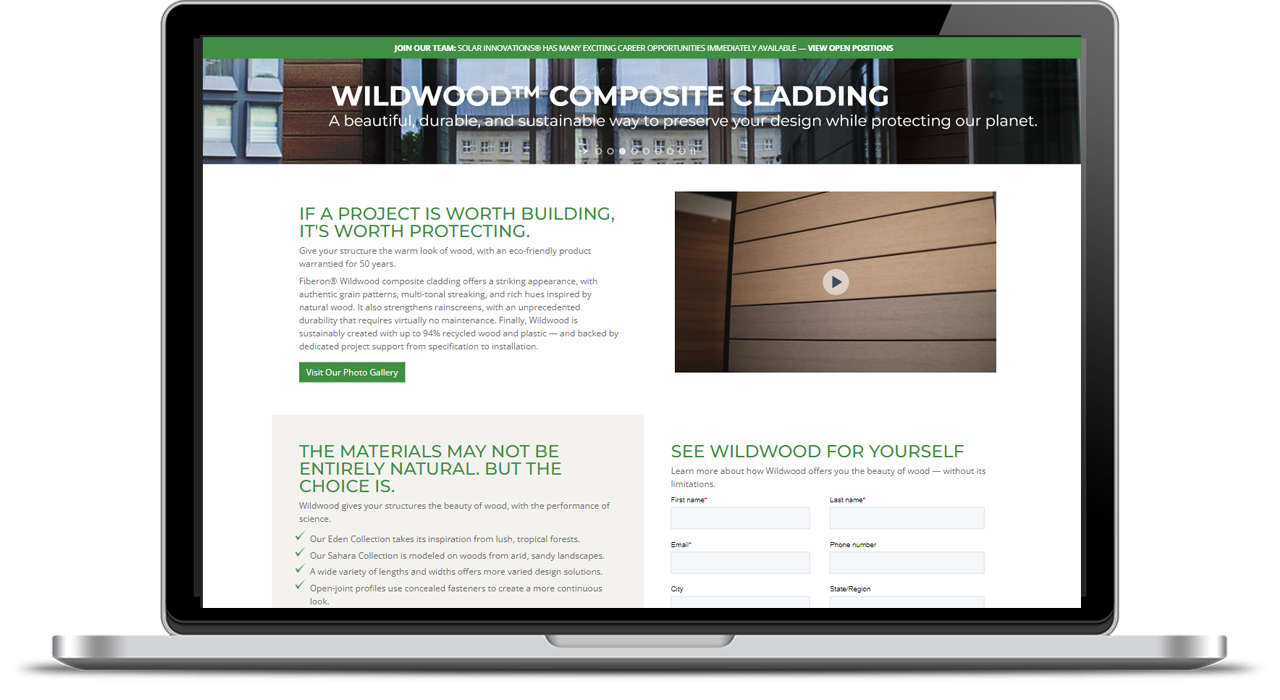 JOIN OUR TEAM: SOLAR INNOVATIONS® HAS MANY EXCITING CAREER OPPORTUNITIES IMMEDIATELY AVAILABLE — VIEW OPEN POSITIONS
WILDWOOD™ COMPOSITE CLADDING
A beautiful, durable, and sustainable way to preserve your design while protecting our planet.
IF A PROJECT IS WORTH BUILDING,
IT'S WORTH PROTECTING.
Give your structure the warm look of wood, with an eco-friendly product
warrantied for 50 years.
Fiberon® Wildwood composite cladding offers a striking appearance, with
authentic grain patterns, multi-tonal streaking, and rich hues inspired by
natural wood. It also strengthens rainscreens, with an unprecedented
durability that requires virtually no maintenance. Finally, Wildwood is
sustainably created with up to 94% recycled wood and plastic — and backed by
dedicated project support from specification to installation.
Visit Our Photo Gallery
THE MATERIALS MAY NOT BE
ENTIRELY NATURAL. BUT THE
CHOICE IS.
Wildwood gives your structures the beauty of wood, with the performance of
science.
Our Eden Collection takes its inspiration from lush, tropical forests.
Our Sahara Collection is modeled on woods from arid, sandy landscapes.
A wide variety of lengths and widths offers more varied design solutions.
Open-joint profiles use concealed fasteners to create a more continuous
look.
SEE WILDWOOD FOR YOURSELF
Learn more about how Wildwood offers you the beauty of wood — without its
limitations.
First name* Last name*
Email* Phone number
City State/Region